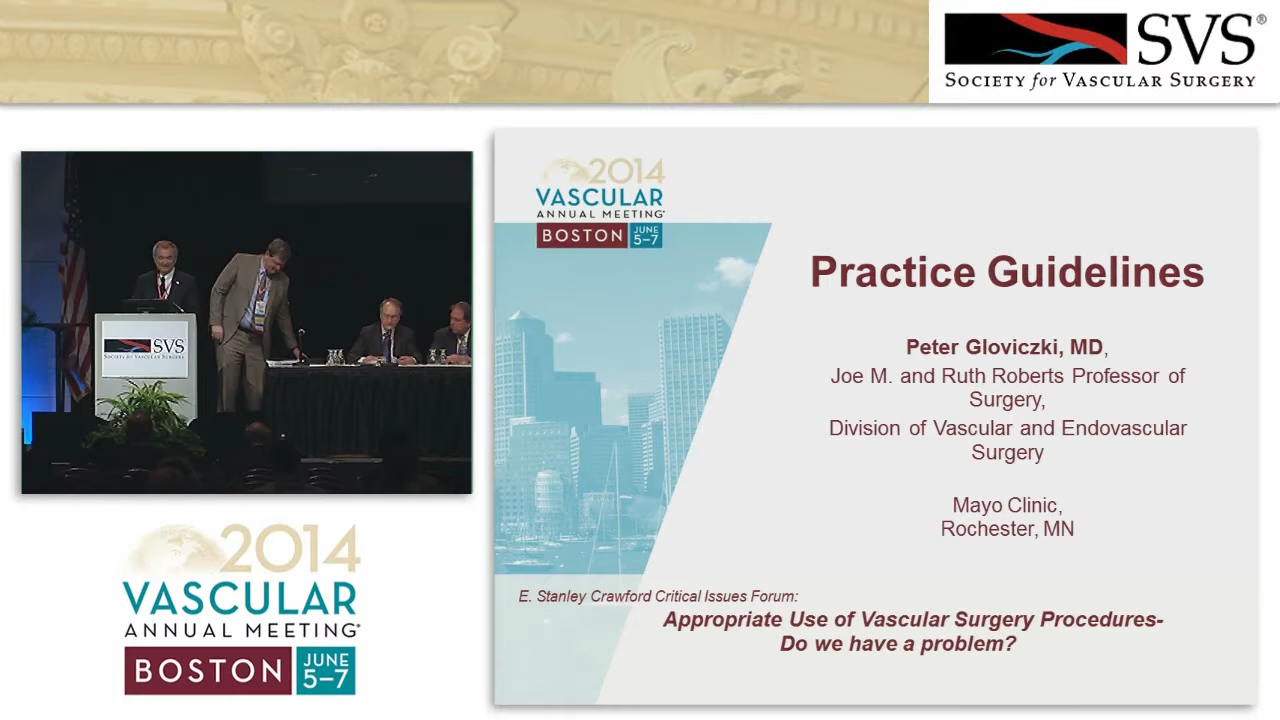 MOLIERE
SVS®
SOCIETY for VASCULAR SURGERY
SVS
SOCIETY for VASCULAR SURGERY
2014
VASCULAR
ANNUAL MEETING®
BOSTON JUNE 5–7
2014
VASCULAR
ANNUAL MEETING®
BOSTON JUNE 5–7
Practice Guidelines
Peter Gloviczki, MD,
Joe M. and Ruth Roberts Professor of
Surgery,
Division of Vascular and Endovascular
Surgery
Mayo Clinic,
Rochester, MN
E. Stanley Crawford Critical Issues Forum:
Appropriate Use of Vascular Surgery Procedures-
Do we have a problem?